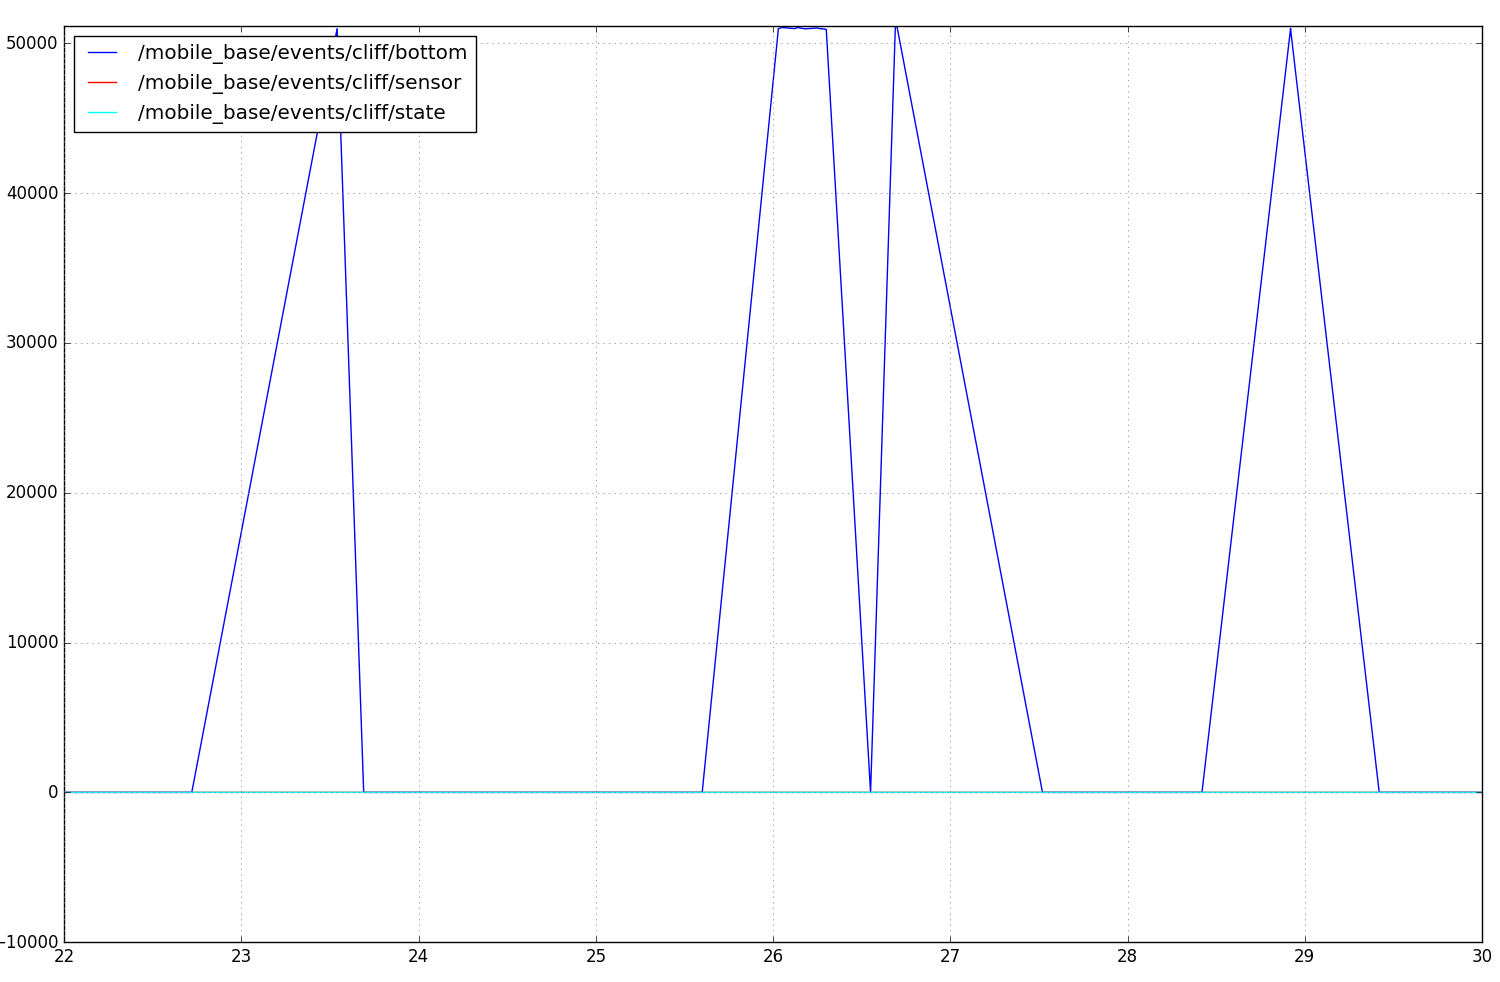 50000
/mobile_base/events/cliff/bottom
/mobile_base/events/cliff/sensor
/mobile_base/events/cliff/state
40000
30000
20000
10000
0
-10000
22 23 24 25 26 27 28 29 30